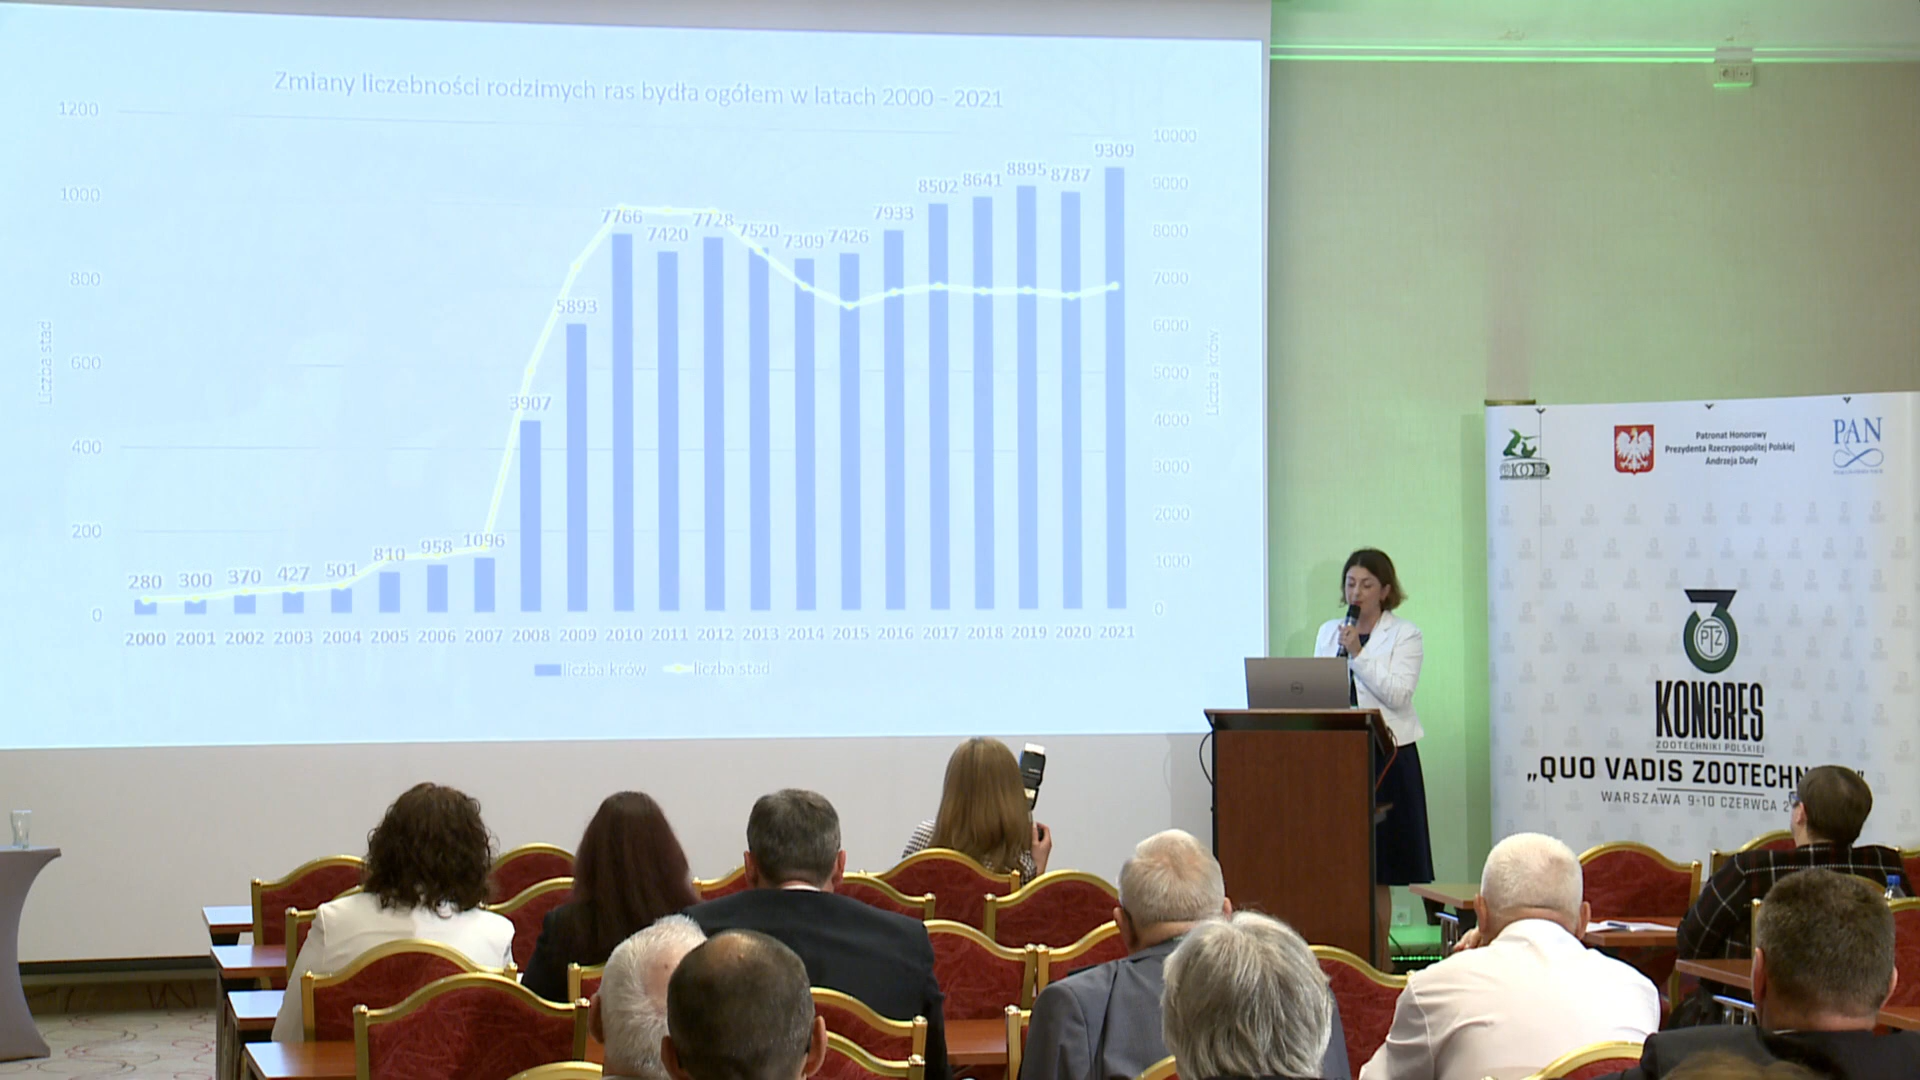 Zmiany liczebności rodzimych ras bydła ogółem w latach 2000 - 2021
1200
1000
800
600
400
200
0
Liczba stad
10000
9000
8000
7000
6000
5000
4000
3000
2000
1000
0
Liczba krów
280 300 370 427 501 810 958 1096 3907 5893 7766 7420 7728 7520 7309 7426 7933 8502 8641 8895 8787 9309
2000 2001 2002 2003 2004 2005 2006 2007 2008 2009 2010 2011 2012 2013 2014 2015 2016 2017 2018 2019 2020 2021
liczba krów liczba stad
Patronat Honorowy
Prezydenta Rzeczypospolitej Polskiej
Andrzeja Dudy
PAN
3
PTZ
KONGRES
ZOOTECHNIKI POLSKIEJ
„QUO VADIS ZOOTECHN
WARSZAWA 9-10 CZERWCA 2